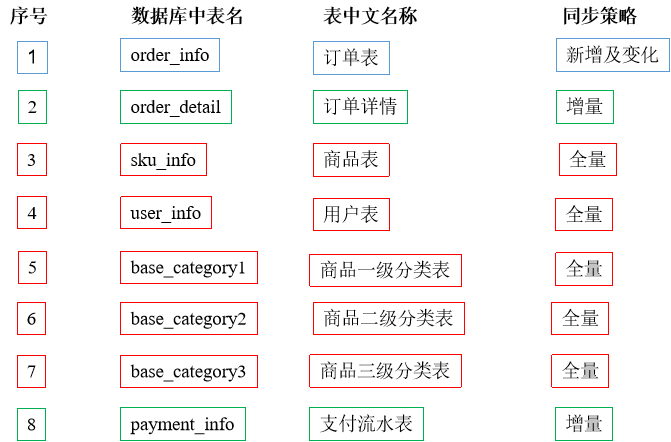 序号 数据库中表名 表中文名称 同步策略
1 order_info 订单表 新增及变化
2 order_detail 订单详情 增量
3 sku_info 商品表 全量
4 user_info 用户表 全量
5 base_category1 商品一级分类表 全量
6 base_category2 商品二级分类表 全量
7 base_category3 商品三级分类表 全量
8 payment_info 支付流水表 增量